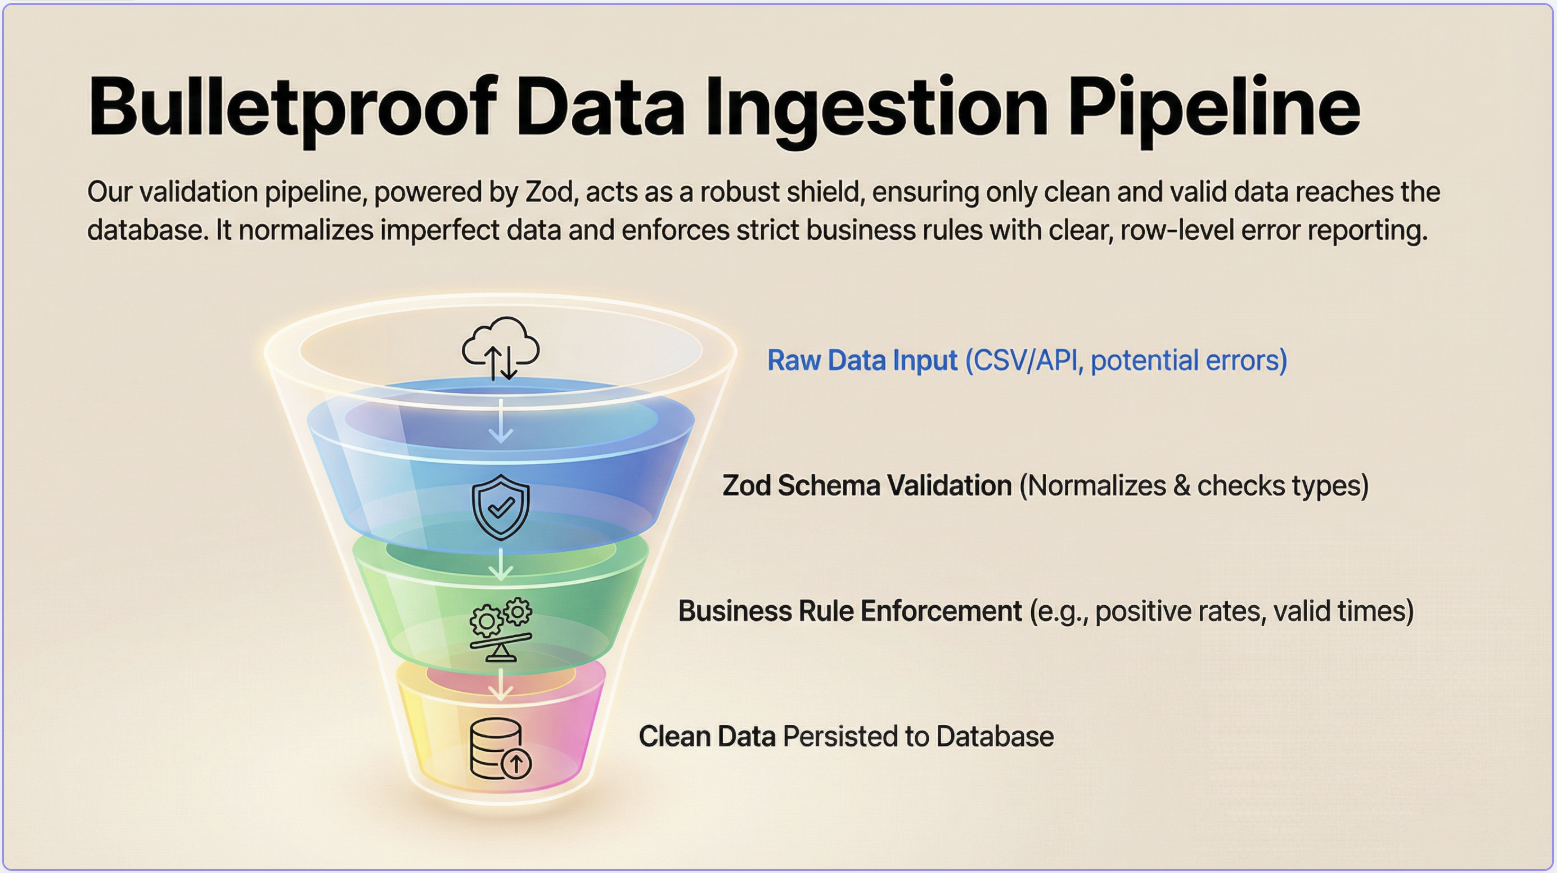 Bulletproof Data Ingestion Pipeline
Our validation pipeline, powered by Zod, acts as a robust shield, ensuring only clean and valid data reaches the
database. It normalizes imperfect data and enforces strict business rules with clear, row-level error reporting.
Raw Data Input (CSV/API, potential errors)
Zod Schema Validation (Normalizes & checks types)
Business Rule Enforcement (e.g., positive rates, valid times)
Clean Data Persisted to Database